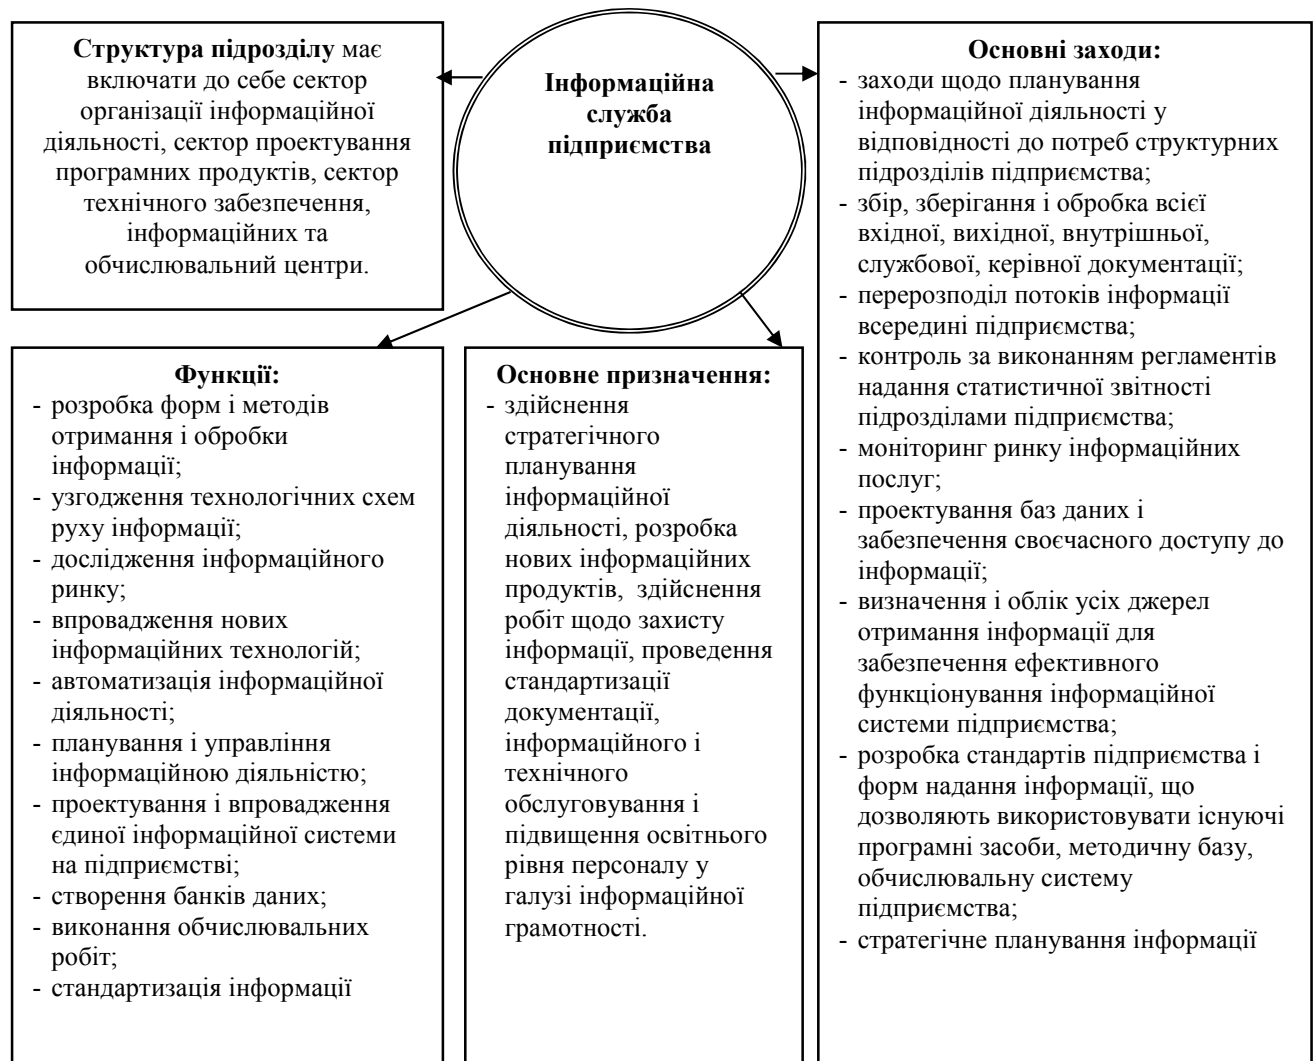 Структура підрозділу має
включати до себе сектор
організації інформаційної
діяльності, сектор проектування
програмних продуктів, сектор
технічного забезпечення,
інформаційних та
обчислювальний центри.
Інформаційна
служба
підприємства
Основні заходи:
- заходи щодо планування
інформаційної діяльності у
відповідності до потреб структурних
підрозділів підприємства;
- збір, зберігання і обробка всієї
вхідної, вихідної, внутрішньої,
службової, керівної документації;
- перерозподіл потоків інформації
всередині підприємства;
- контроль за виконанням регламентів
надання статистичної звітності
підрозділами підприємства;
- моніторинг ринку інформаційних
послуг;
- проектування баз даних і
забезпечення своєчасного доступу до
інформації;
- визначення і облік усіх джерел
отримання інформації для
забезпечення ефективного
функціонування інформаційної
системи підприємства;
- розробка стандартів підприємства і
форм надання інформації, що
дозволяють використовувати існуючі
програмні засоби, методичну базу,
обчислювальну систему
підприємства;
- стратегічне планування інформації
Функції:
- розробка форм і методів
отримання і обробки
інформації;
- узгодження технологічних схем
руху інформації;
- дослідження інформаційного
ринку;
- впровадження нових
інформаційних технологій;
- автоматизація інформаційної
діяльності;
- планування і управління
інформаційною діяльністю;
- проектування і впровадження
єдиної інформаційної системи
на підприємстві;
- створення банків даних;
- виконання обчислювальних
робіт;
- стандартизація інформації
Основне призначення:
- здійснення
стратегічного
планування
інформаційної
діяльності, розробка
нових інформаційних
продуктів, здійснення
робіт щодо захисту
інформації, проведення
стандартизації
документації,
інформаційного і
технічного
обслуговування і
підвищення освітнього
рівня персоналу у
галузі інформаційної
грамотності.